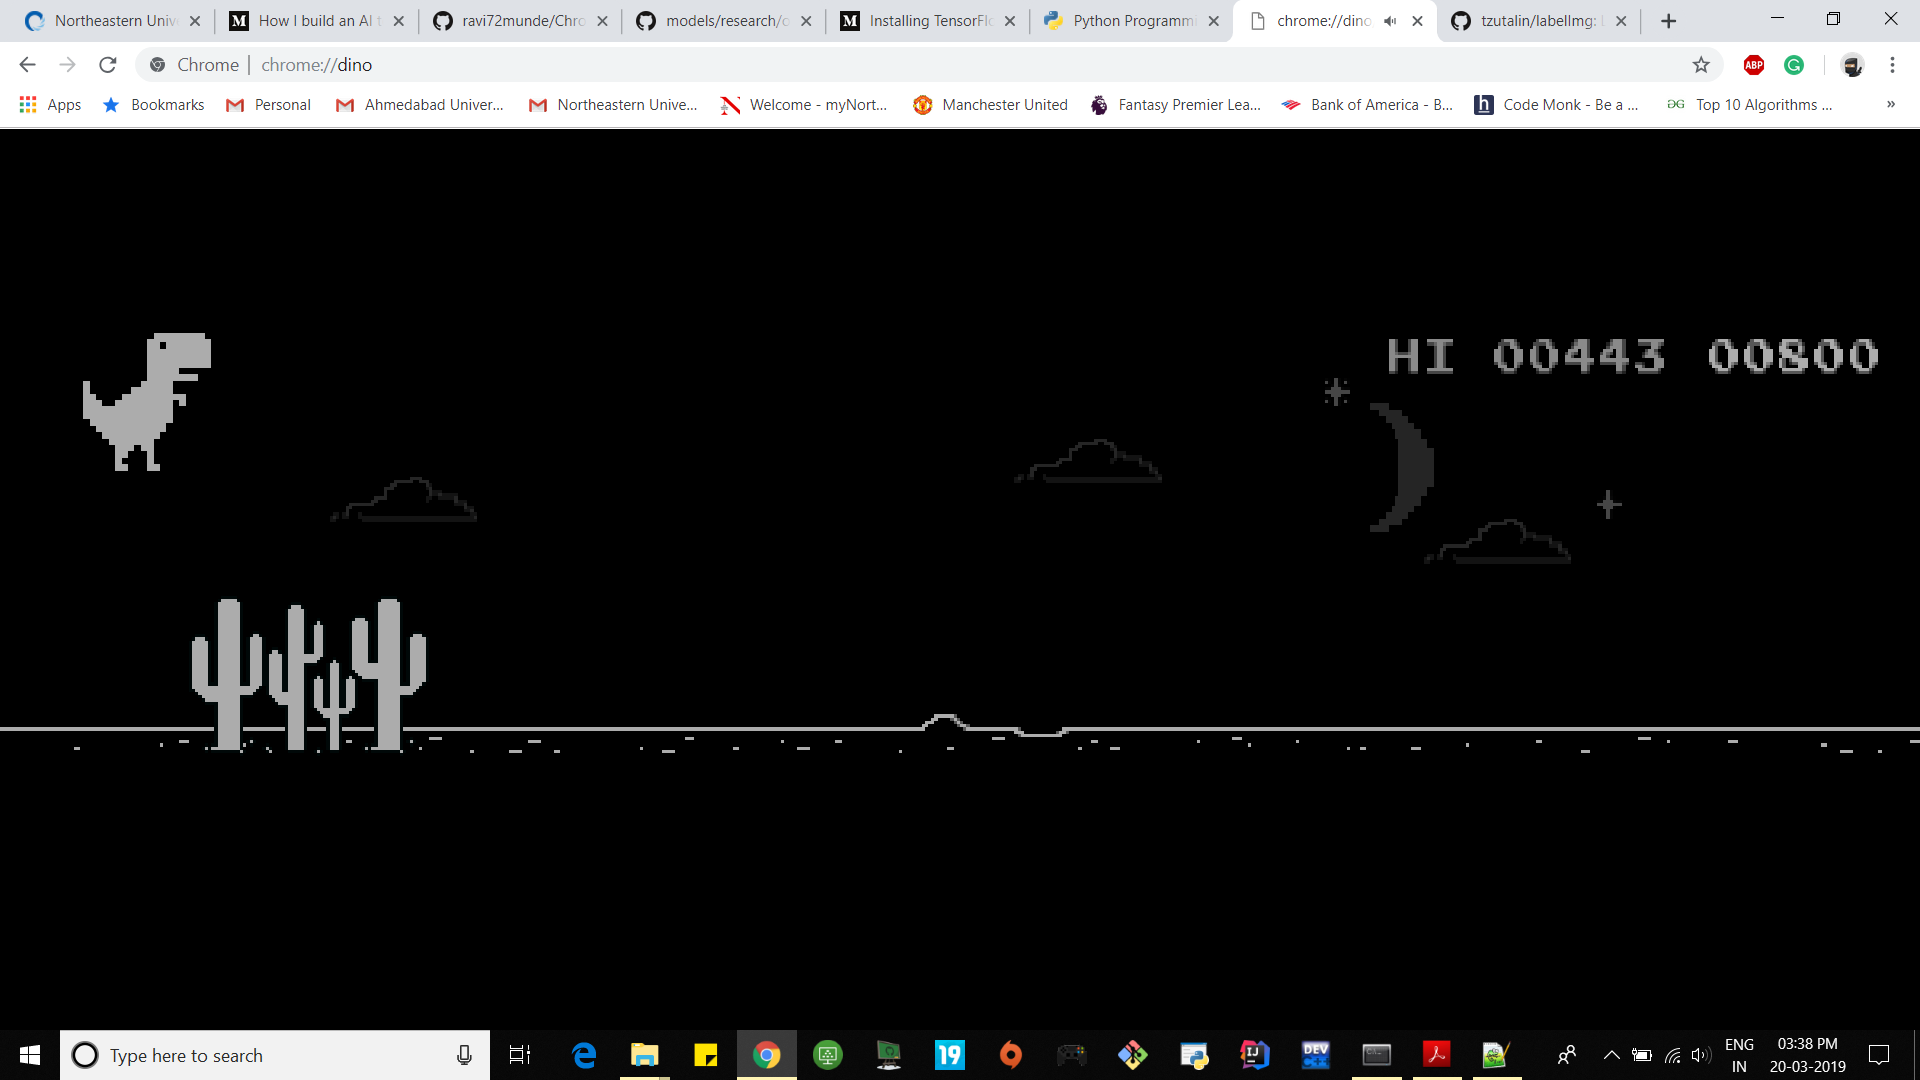 Northeastern Univ
How I build an AI t
ravi72munde/Chro
models/research/o
Installing TensorFlo
Python Programmi
chrome://dino
tzutalin/labelImg:
Chrome | chrome://dino
ABP
Apps
Bookmarks
Personal
Ahmedabad Univer...
Northeastern Unive...
Welcome - myNort...
Manchester United
Fantasy Premier Lea...
Bank of America - B...
Code Monk - Be a ...
Top 10 Algorithms ...
»
HI 00443 00800
Type here to search
19
IJ
DEV
ENG
IN
03:38 PM
20-03-2019